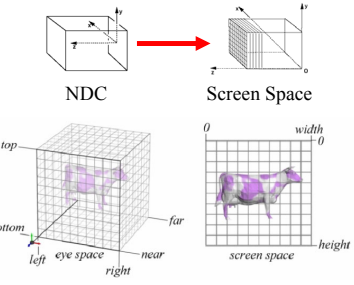 y
x
z
y
x
z
O
NDC
Screen Space
top
far
ottom
left
eye space
near
right
0
width
0
height
screen space